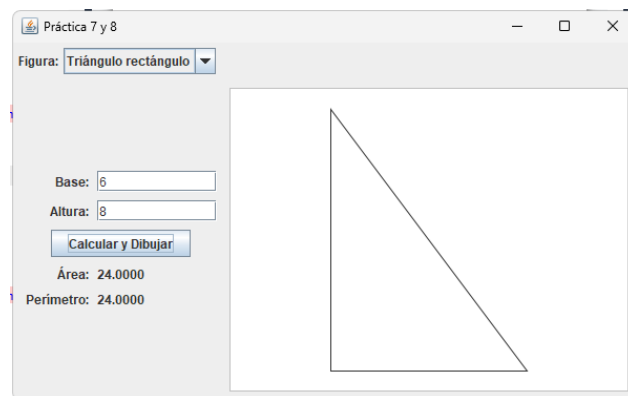 Práctica 7 y 8
Figura: Triángulo rectángulo
Base: 6
Altura: 8
Calcular y Dibujar
Área: 24.0000
Perímetro: 24.0000